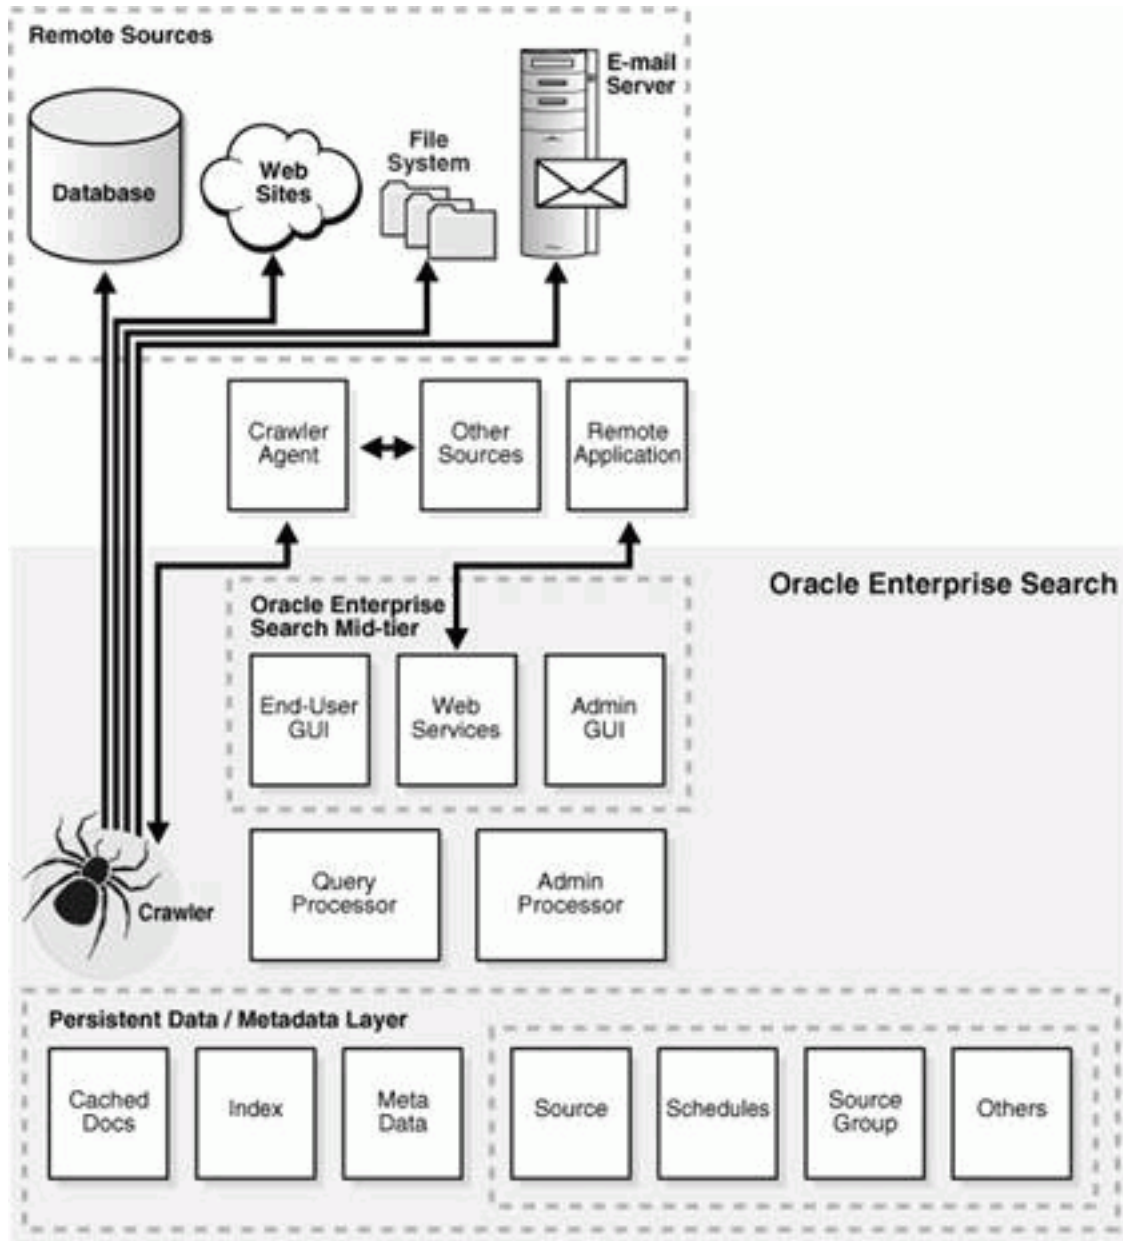 Remote Sources
E-mail
Server
File
System
Web
Sites
Database
Crawler
Agent
Other
Sources
Remote
Application
Oracle Enterprise Search
Oracle Enterprise
Search Mid-tier
End-User
GUI
Web
Services
Admin
GUI
Query
Processor
Admin
Processor
Crawler
Persistent Data / Metadata Layer
Cached
Docs
Index
Meta
Data
Source
Schedules
Source
Group
Others